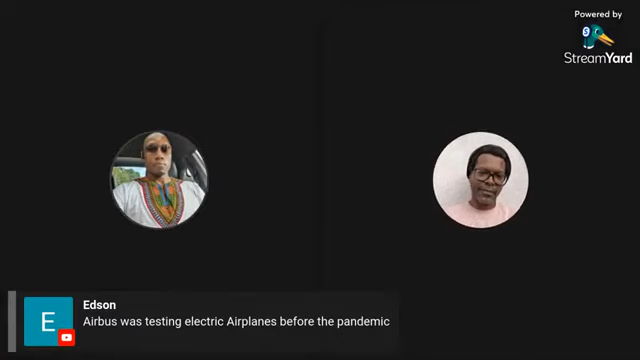 Powered by
StreamYard
Edson
E
Airbus was testing electric Airplanes before the pandemic